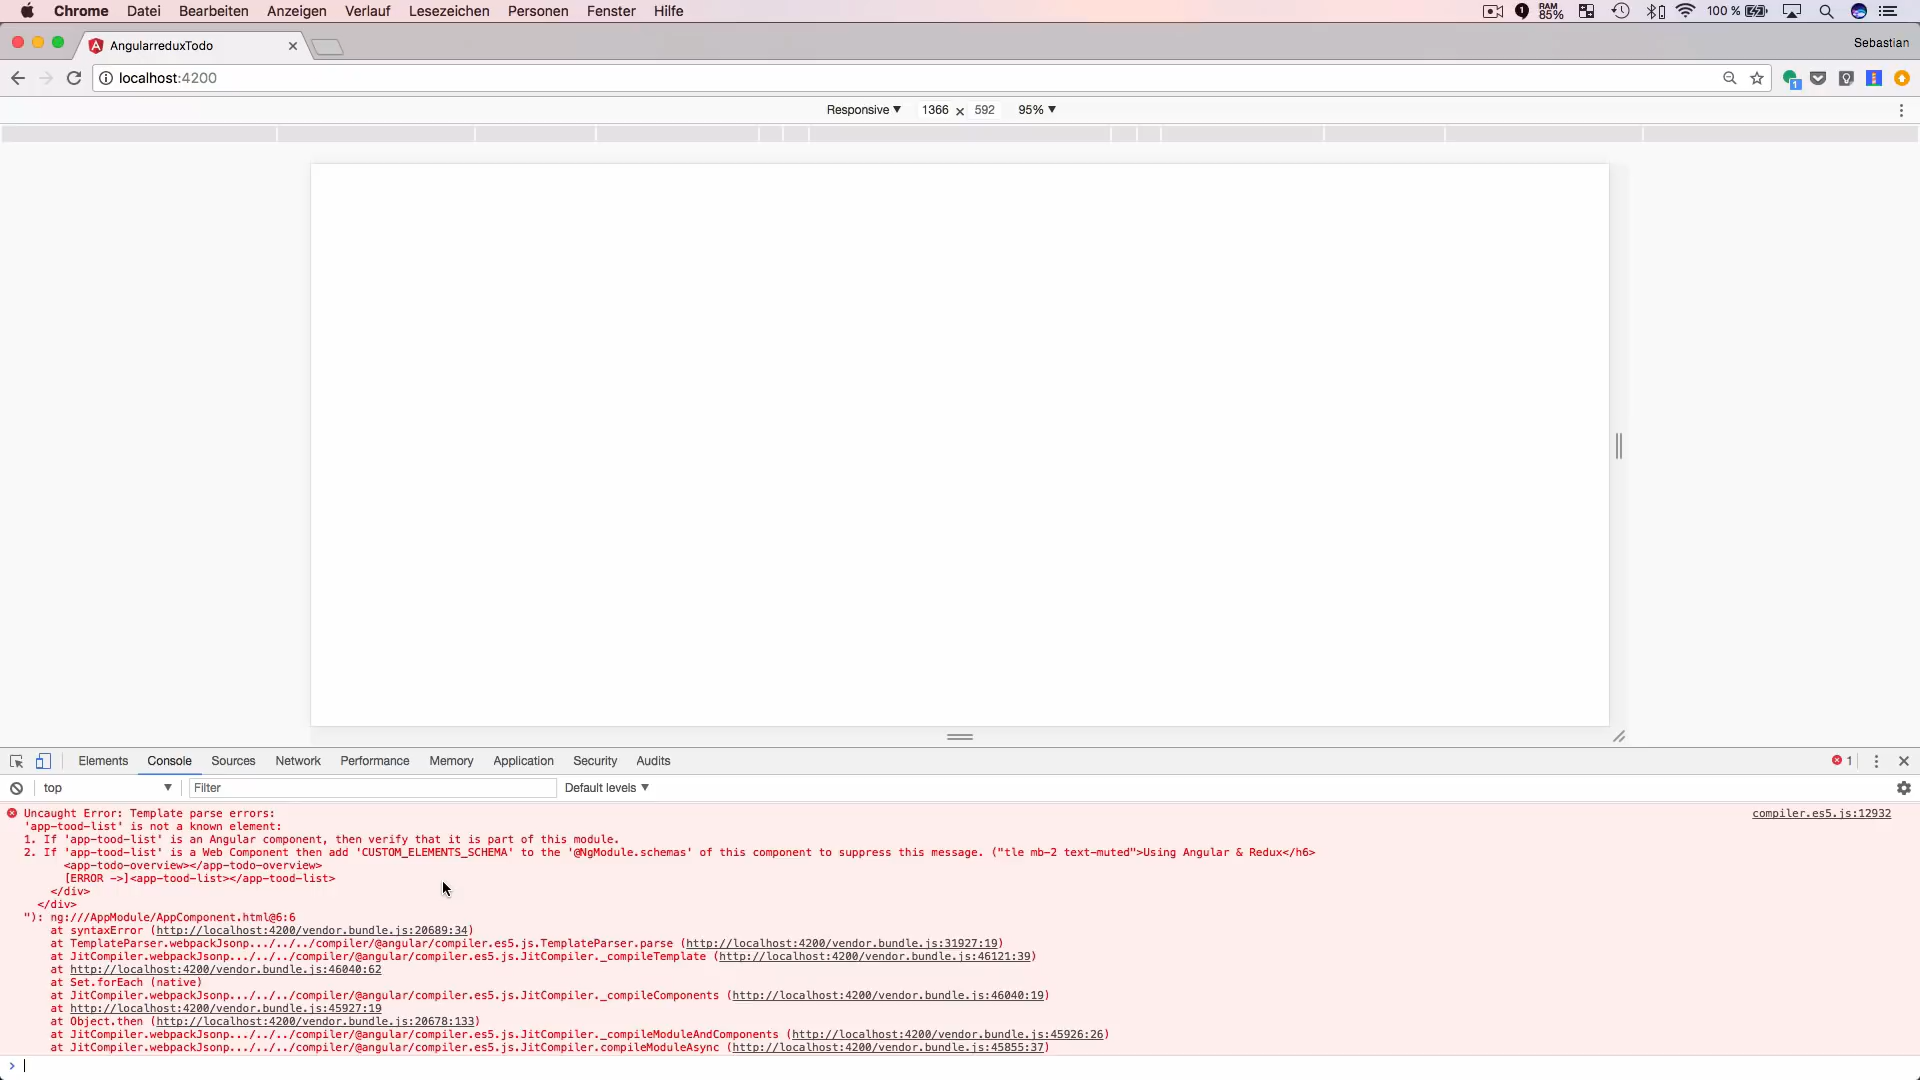 Chrome Datei Bearbeiten Anzeigen Verlauf Lesezeichen Personen Fenster Hilfe 1 RAM 85% 100 %
AngularreduxTodo Sebastian
localhost:4200 1
Responsive 1366 x 592 95%
Elements Console Sources Network Performance Memory Application Security Audits 1
top Filter Default levels
Uncaught Error: Template parse errors: compiler.es5.js:12932
'app-tood-list' is not a known element:
1. If 'app-tood-list' is an Angular component, then verify that it is part of this module.
2. If 'app-tood-list' is a Web Component then add 'CUSTOM_ELEMENTS_SCHEMA' to the '@NgModule.schemas' of this component to suppress this message. ("tle mb-2 text-muted">Using Angular & Redux</h6>
<app-todo-overview></app-todo-overview>
[ERROR ->]<app-tood-list></app-tood-list>
</div>
</div>
"): ng:///AppModule/AppComponent.html@6:6
at syntaxError (http://localhost:4200/vendor.bundle.js:20689:34)
at TemplateParser.webpackJsonp.../../../compiler/@angular/compiler.es5.js.TemplateParser.parse (http://localhost:4200/vendor.bundle.js:31927:19)
at JitCompiler.webpackJsonp.../../../compiler/@angular/compiler.es5.js.JitCompiler._compileTemplate (http://localhost:4200/vendor.bundle.js:46121:39)
at http://localhost:4200/vendor.bundle.js:46040:62
at Set.forEach (native)
at JitCompiler.webpackJsonp.../../../compiler/@angular/compiler.es5.js.JitCompiler._compileComponents (http://localhost:4200/vendor.bundle.js:46040:19)
at http://localhost:4200/vendor.bundle.js:45927:19
at Object.then (http://localhost:4200/vendor.bundle.js:20678:133)
at JitCompiler.webpackJsonp.../../../compiler/@angular/compiler.es5.js.JitCompiler._compileModuleAndComponents (http://localhost:4200/vendor.bundle.js:45926:26)
at JitCompiler.webpackJsonp.../../../compiler/@angular/compiler.es5.js.JitCompiler.compileModuleAsync (http://localhost:4200/vendor.bundle.js:45855:37)